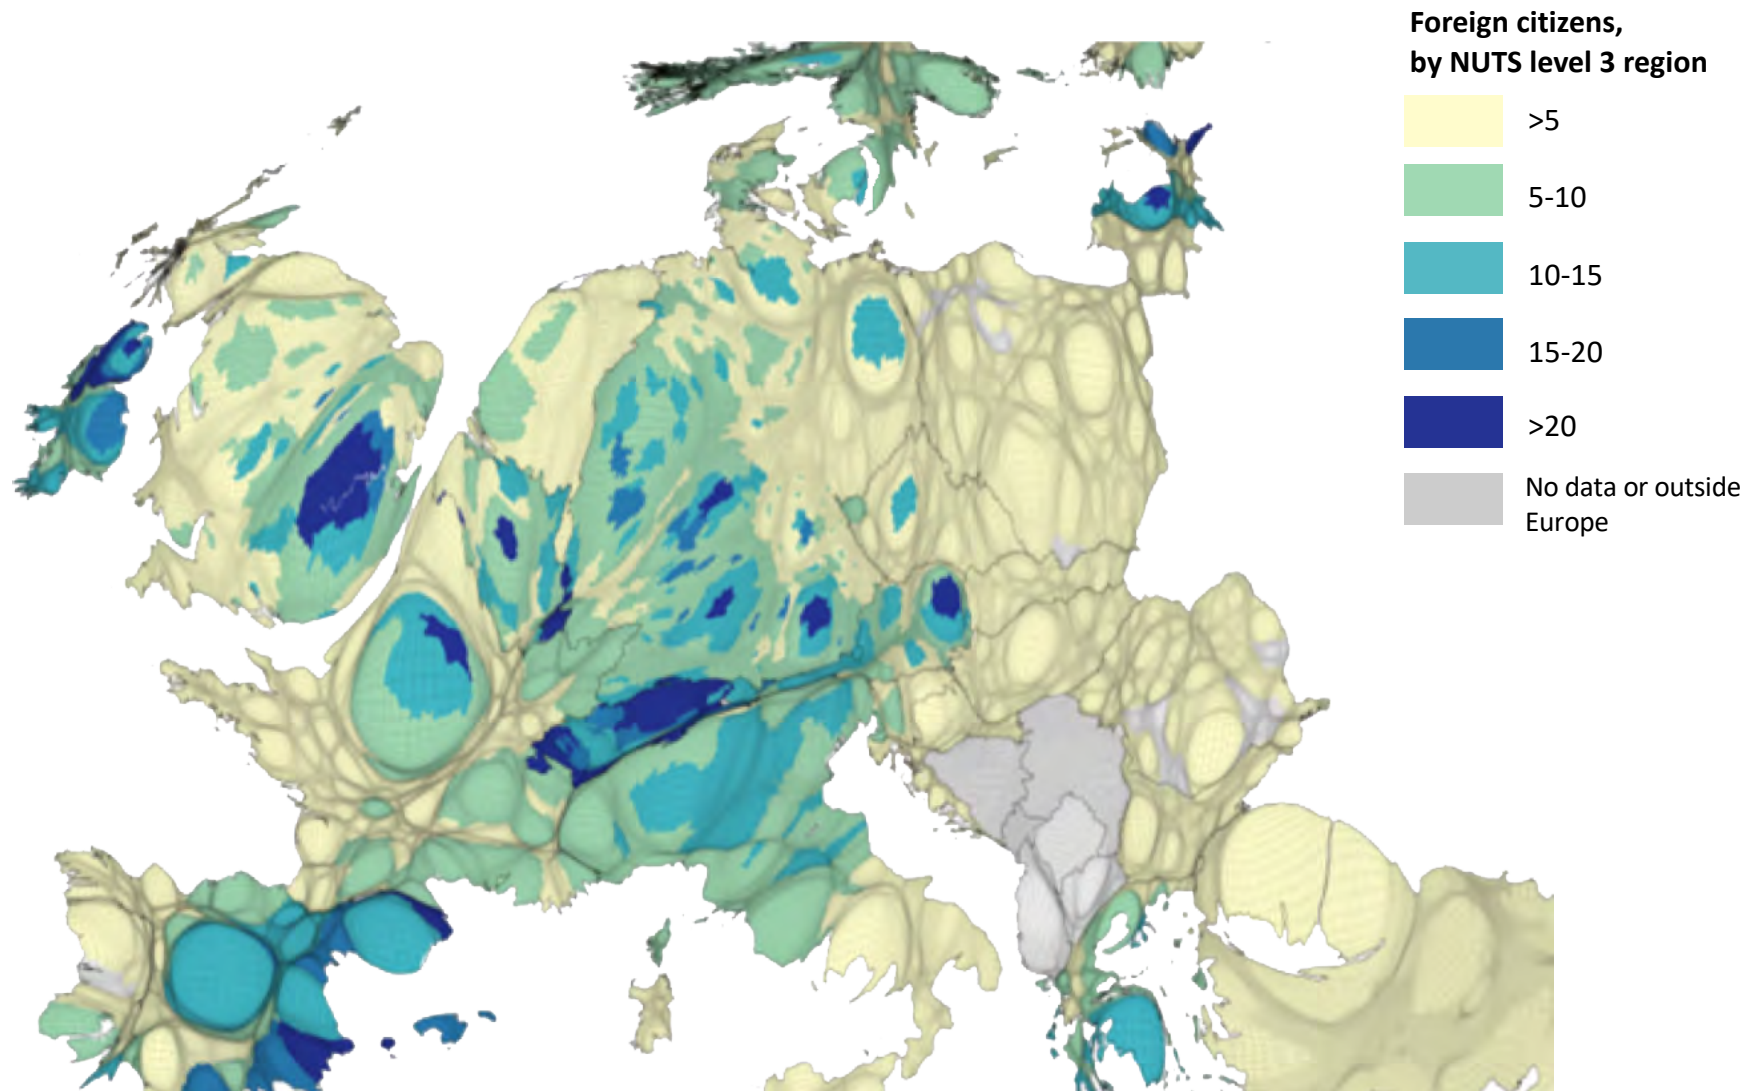 Foreign citizens,
by NUTS level 3 region
>5
5-10
10-15
15-20
>20
No data or outside
Europe